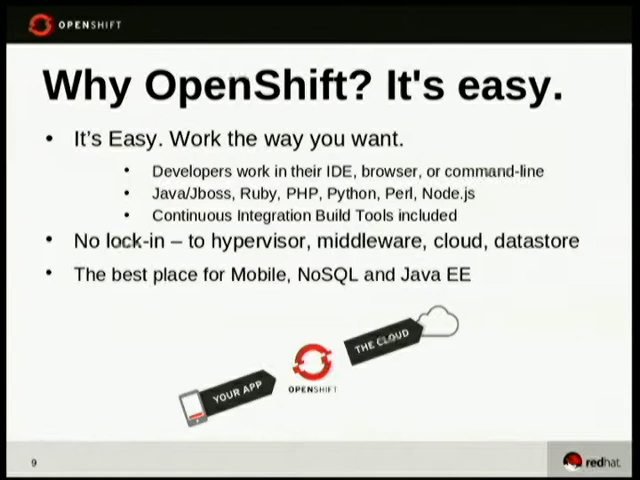 OPENSHIFT
Why OpenShift? It's easy.
• It's Easy. Work the way you want.
• Developers work in their IDE, browser, or command-line
• Java/Jboss, Ruby, PHP, Python, Perl, Node.js
• Continuous Integration Build Tools included
• No lock-in – to hypervisor, middleware, cloud, datastore
• The best place for Mobile, NoSQL and Java EE
THE CLOUD
YOUR APP
OPENSHIFT
9
redhat.